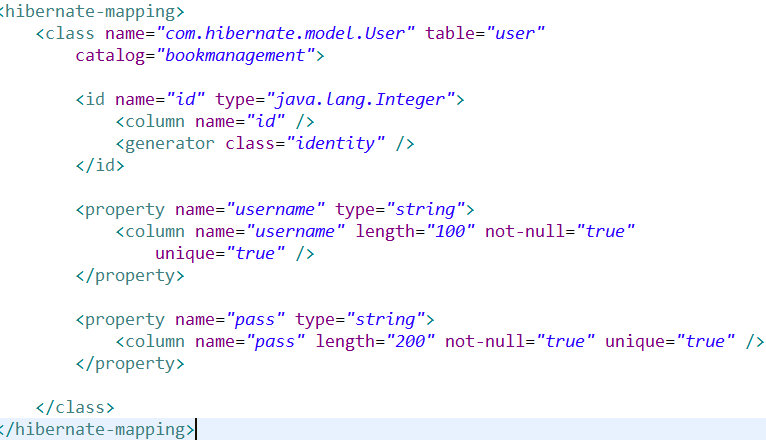 <hibernate-mapping>
<class name="com.hibernate.model.User" table="user"
catalog="bookmanagement">
<id name="id" type="java.lang.Integer">
<column name="id" />
<generator class="identity" />
</id>
<property name="username" type="string">
<column name="username" length="100" not-null="true"
unique="true" />
</property>
<property name="pass" type="string">
<column name="pass" length="200" not-null="true" unique="true" />
</property>
</class>
</hibernate-mapping>